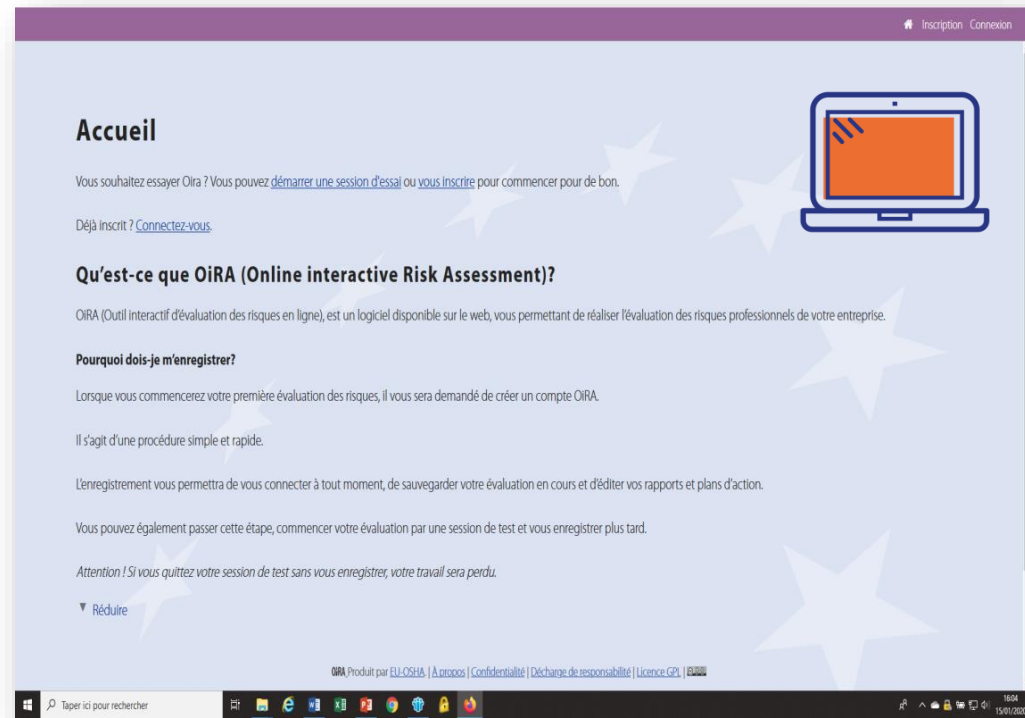 Inscription Connexion
Accueil
Vous souhaitez essayer Oira ? Vous pouvez démarrer une session d'essai ou vous inscrire pour commencer pour de bon.
Déjà inscrit ? Connectez-vous.
Qu'est-ce que OiRA (Online interactive Risk Assessment)?
OiRA (Outil interactif d'évaluation des risques en ligne), est un logiciel disponible sur le web, vous permettant de réaliser l'évaluation des risques professionnels de votre entreprise.
Pourquoi dois-je m'enregistrer?
Lorsque vous commencerez votre première évaluation des risques, il vous sera demandé de créer un compte OiRA.
Il s'agit d'une procédure simple et rapide.
L'enregistrement vous permettra de vous connecter à tout moment, de sauvegarder votre évaluation en cours et d'éditer vos rapports et plans d'action.
Vous pouvez également passer cette étape, commencer votre évaluation par une session de test et vous enregistrer plus tard.
Attention ! Si vous quittez votre session de test sans vous enregistrer, votre travail sera perdu.
Réduire
OiRA, Produit par EU-OSHA. | À propos | Confidentialité | Décharge de responsabilité | Licence GPL |
Taper ici pour rechercher
16:04
15/01/2020